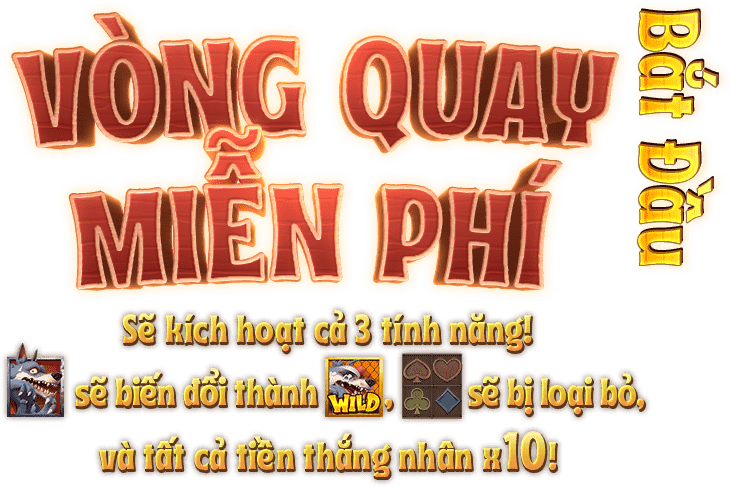 VÒNG QUAY
MIỄN PHÍ
Bắt Đầu
Sẽ kích hoạt cả 3 tính năng!
sẽ biến đổi thành WILD, sẽ bị loại bỏ,
và tất cả tiền thắng nhân x10!